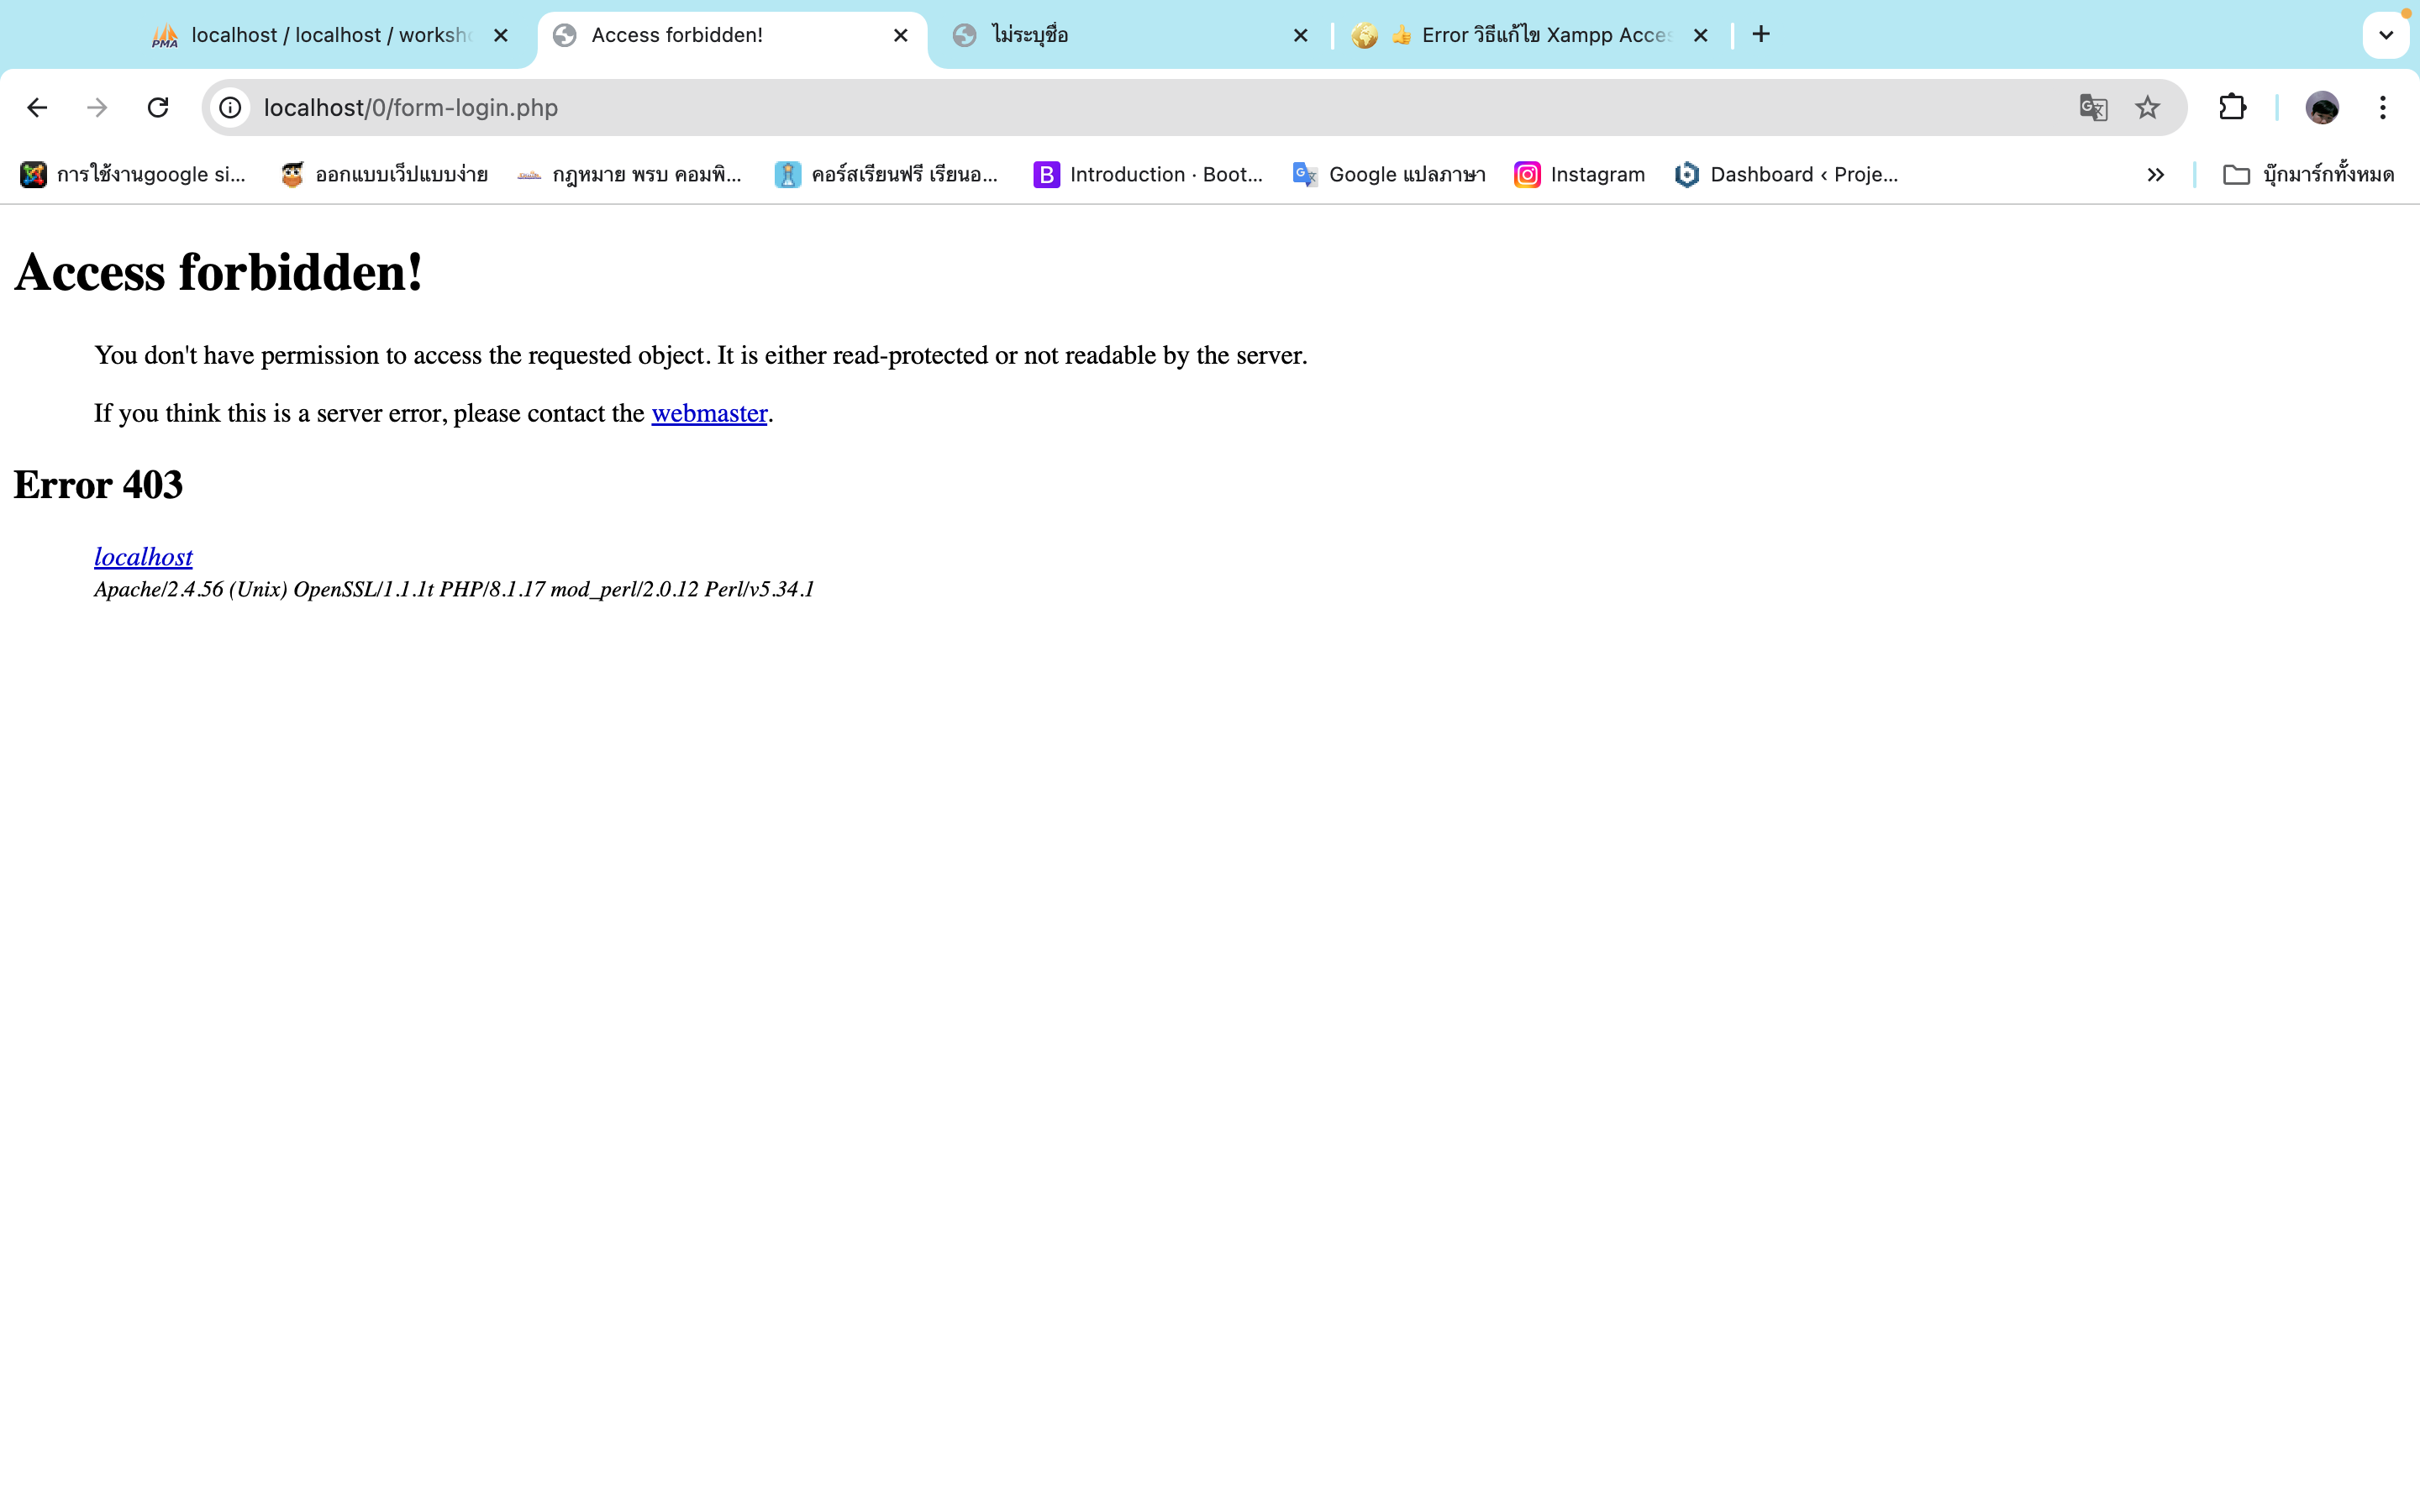 localhost / localhost / worksho
Access forbidden!
ไม่ระบุชื่อ
👍 Error วิธีแก้ไข Xampp Acces
localhost/0/form-login.php
การใช้งานgoogle si...
ออกแบบเว็ปแบบง่าย
กฎหมาย พรบ คอมพิ...
คอร์สเรียนฟรี เรียนอ...
Introduction · Boot...
Google แปลภาษา
Instagram
Dashboard ‹ Proje...
บุ๊กมาร์กทั้งหมด
Access forbidden!
You don't have permission to access the requested object. It is either read-protected or not readable by the server.
If you think this is a server error, please contact the webmaster.
Error 403
localhost
Apache/2.4.56 (Unix) OpenSSL/1.1.1t PHP/8.1.17 mod_perl/2.0.12 Perl/v5.34.1